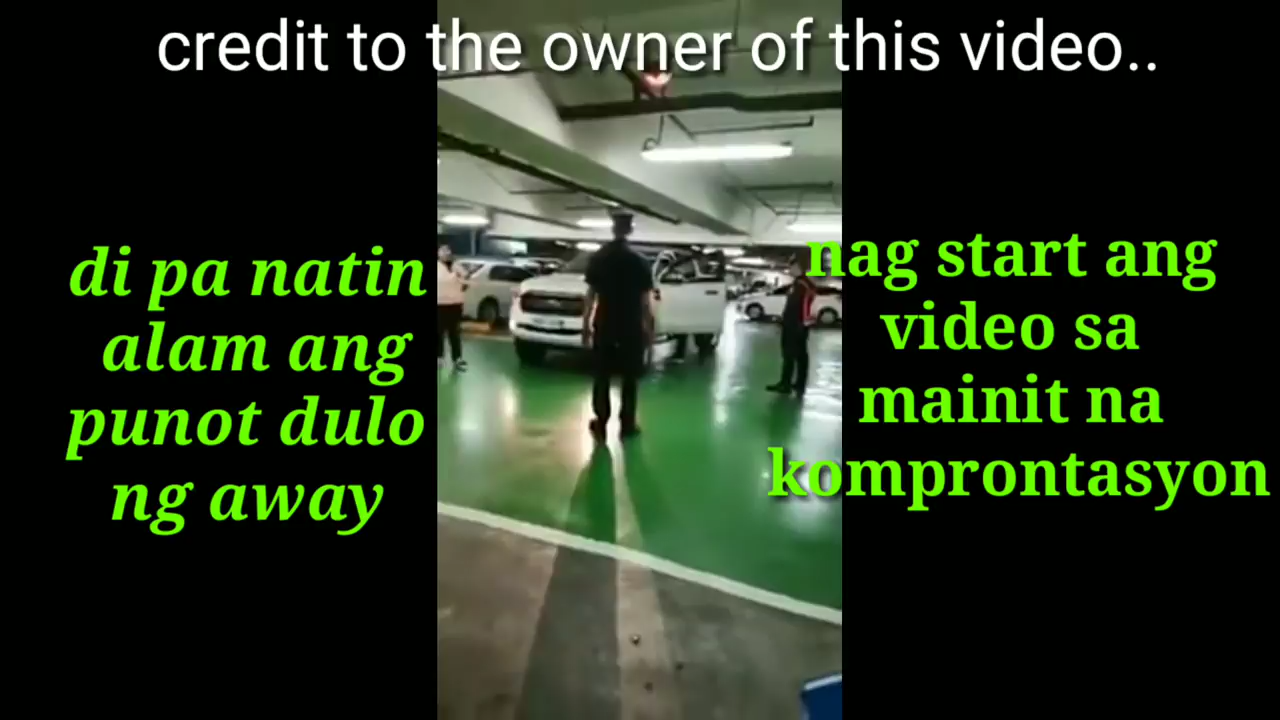 credit to the owner of this video..
di pa natin
alam ang
punot dulo
ng away
nag start ang
video sa
mainit na
komprontasyon